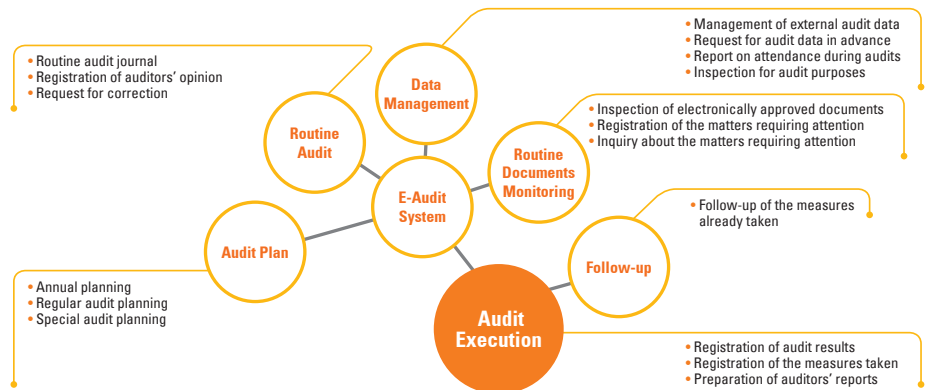 • Management of external audit data
• Request for audit data in advance
• Report on attendance during audits
• Inspection for audit purposes
• Routine audit journal
• Registration of auditors' opinion
• Request for correction
Data
Management
• Inspection of electronically approved documents
• Registration of the matters requiring attention
• Inquiry about the matters requiring attention
Routine
Audit
Routine
Documents
Monitoring
E-Audit
System
• Follow-up of the measures
already taken
Audit Plan
Follow-up
• Annual planning
• Regular audit planning
• Special audit planning
Audit
Execution
• Registration of audit results
• Registration of the measures taken
• Preparation of auditors' reports